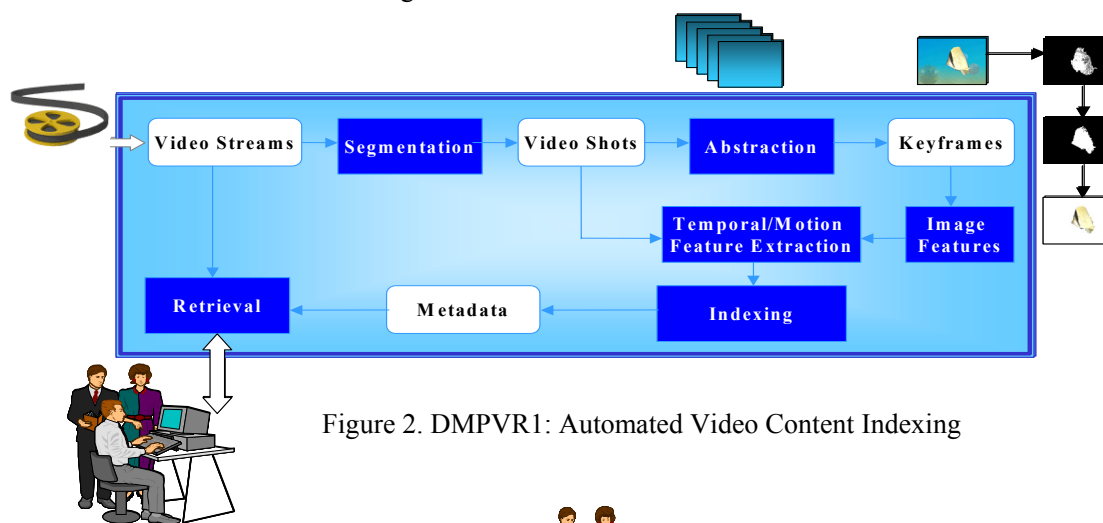 Video Streams
Segmentation
Video Shots
Abstraction
Keyframes
Temporal/Motion
Feature Extraction
Image
Features
Retrieval
Metadata
Indexing
Figure 2. DMPVR1: Automated Video Content Indexing